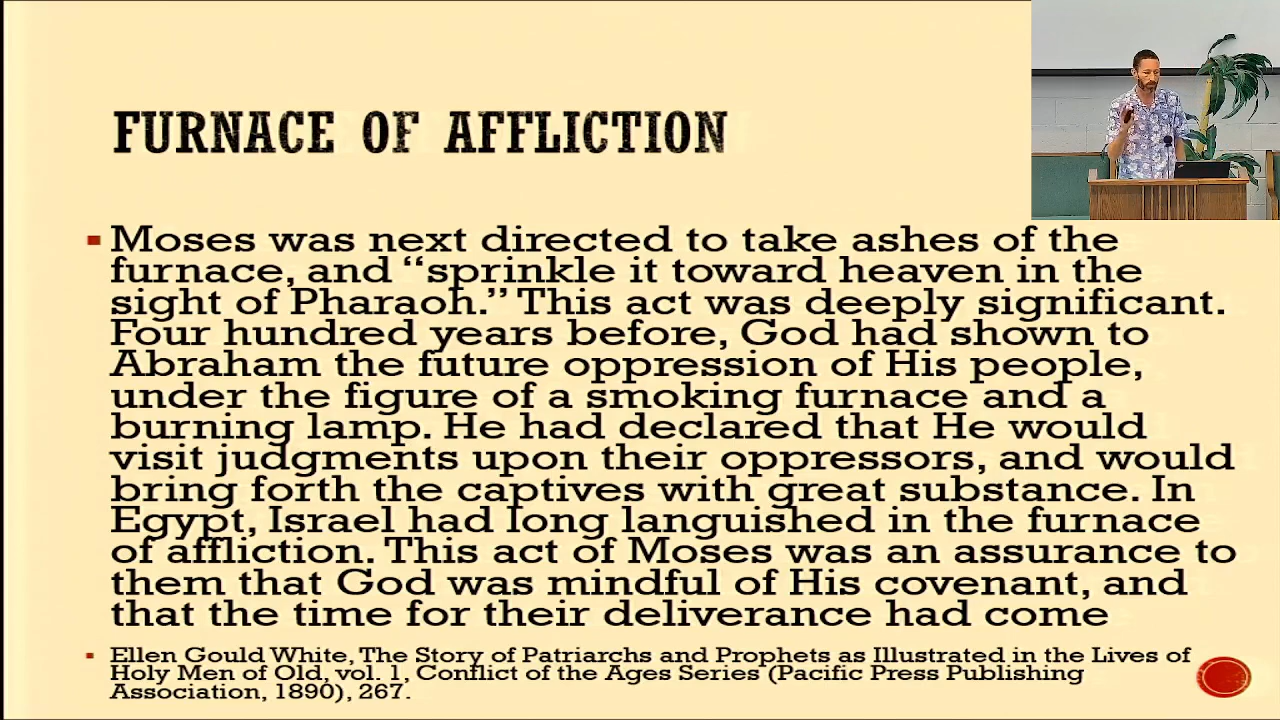 FURNACE OF AFFLICTION
Moses was next directed to take ashes of the
furnace, and “sprinkle it toward heaven in the
sight of Pharaoh.” This act was deeply significant.
Four hundred years before, God had shown to
Abraham the future oppression of His people,
under the figure of a smoking furnace and a
burning lamp. He had declared that He would
visit judgments upon their oppressors, and would
bring forth the captives with great substance. In
Egypt, Israel had long languished in the furnace
of affliction. This act of Moses was an assurance to
them that God was mindful of His covenant, and
that the time for their deliverance had come
Ellen Gould White, The Story of Patriarchs and Prophets as Illustrated in the Lives of
Holy Men of Old, vol. 1, Conflict of the Ages Series (Pacific Press Publishing
Association, 1890), 267.